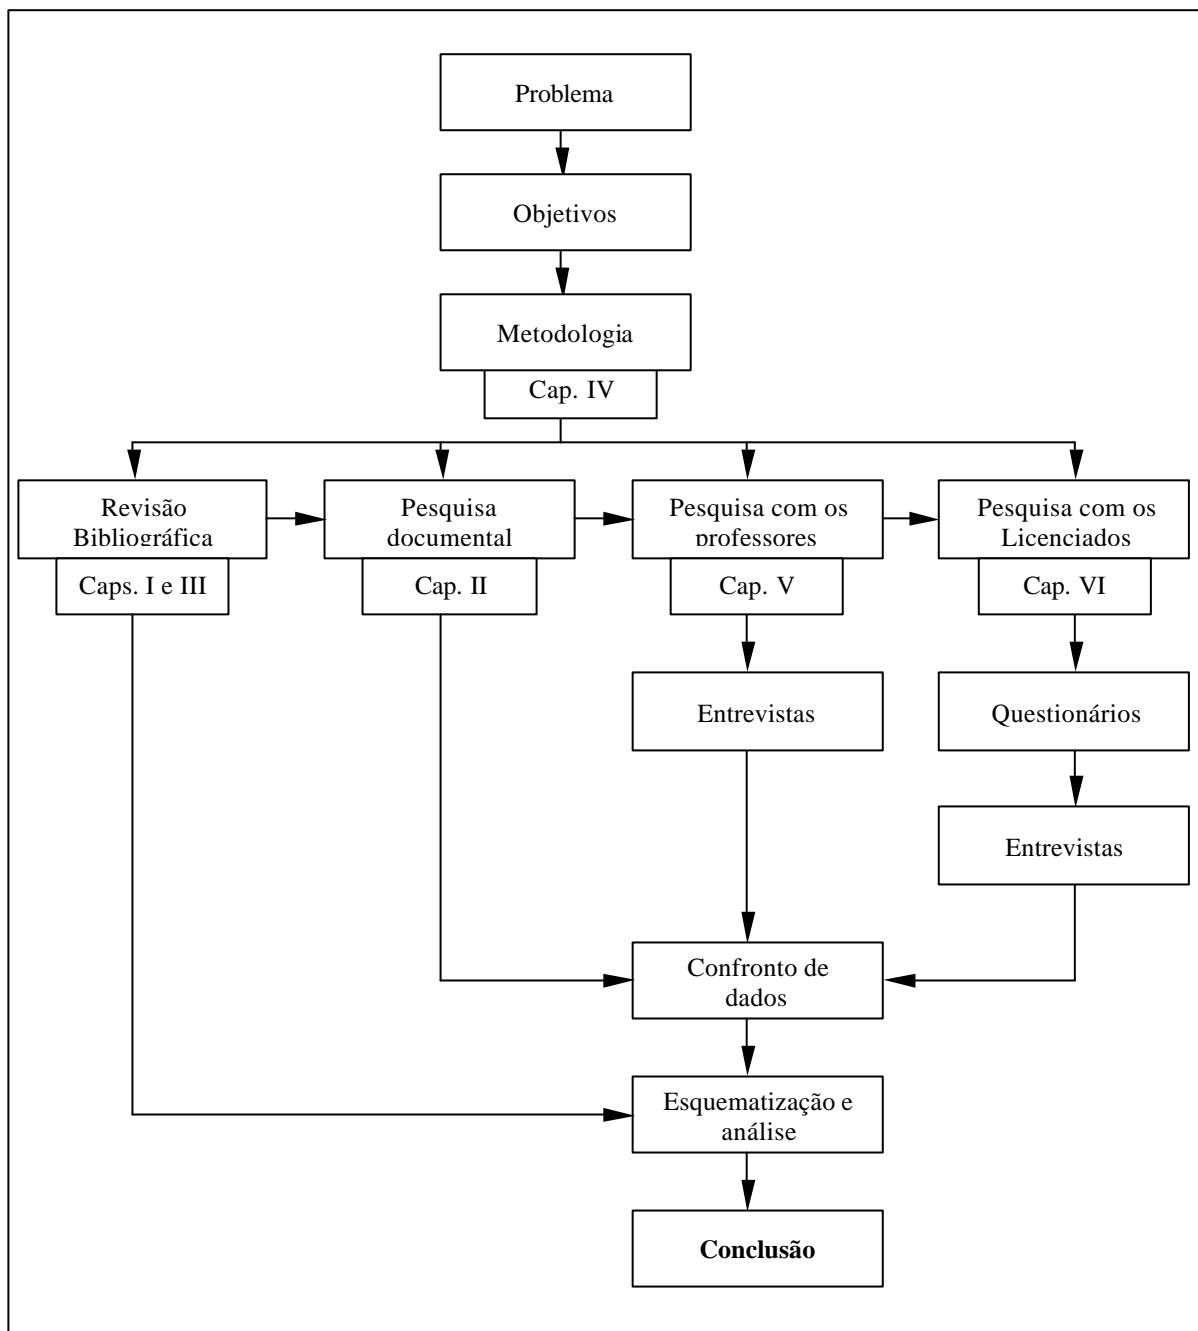 Problema
Objetivos
Metodologia
Cap. IV
Revisão
Bibliográfica
Caps. I e III
Pesquisa
documental
Cap. II
Pesquisa com os
professores
Cap. V
Pesquisa com os
Licenciados
Cap. VI
Entrevistas
Questionários
Entrevistas
Confronto de
dados
Esquematização e
análise
Conclusão